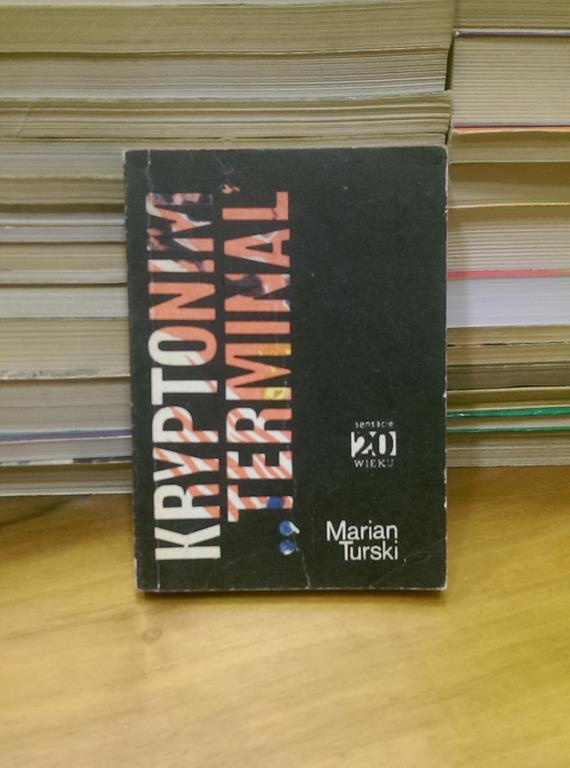 KRYPTONIM
„TERMINAL"
sensacje
20
WIEKU
Marian
Turski